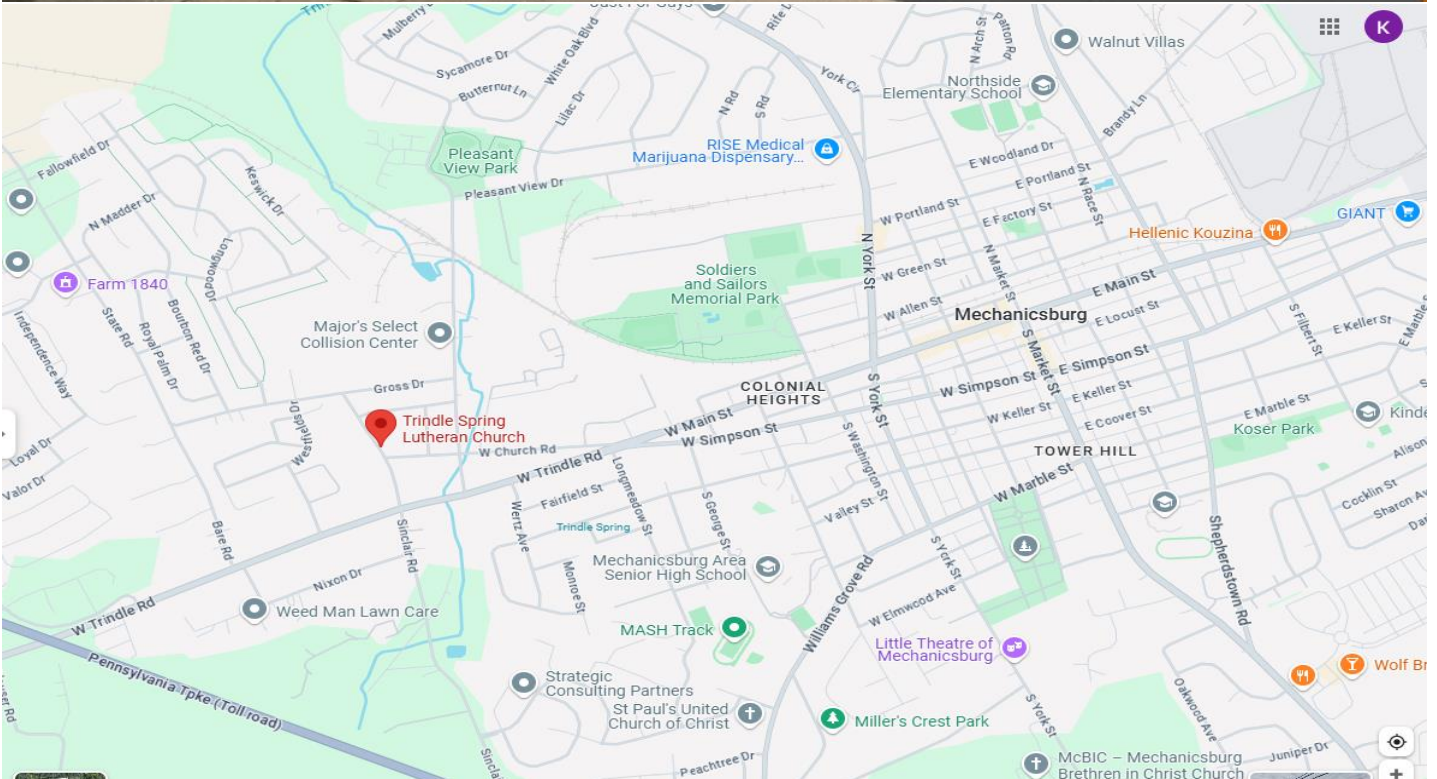 K
Mulberry
Sycamore Dr
White Oak Blvd
Butternut Ln
Lilac Dr
Rife
York Cir
N Arch St
Patton Rd
Walnut Villas
Northside
Elementary School
Brandy Ln
N Rd
S Rd
RISE Medical
Marijuana Dispensary...
Pleasant
View Park
Pleasant View Dr
Fallowfield Dr
Keswick Dr
N Madder Dr
Longwood Dr
E Woodland Dr
E Portland St
N Race St
W Portland St
E Factory St
GIANT
Hellenic Kouzina
N York St
W Green St
N Market St
Soldiers
and Sailors
Memorial Park
Farm 1840
E Main St
W Allen St
Mechanicsburg
E Locust St
S Filbert St
E Keller St
E Marble S
Independence Way
State Rd
Royal Palm Dr
Bourbon Red Dr
Major's Select
Collision Center
S Market St
E Simpson St
W Simpson St
Gross Dr
COLONIAL
HEIGHTS
S York St
E Keller St
W Keller St
E Coover St
E Marble St
Koser Park
Kinde
Trindle Spring
Lutheran Church
W Main St
W Simpson St
Westfields Dr
W Church Rd
W Trindle Rd
S Washington St
TOWER HILL
W Marble St
Alison
Loyal Dr
Valor Dr
Longmeadow St
Fairfield St
S George St
Valley St
Cocklin St
Sharon Av
Trindle Spring
Wertz Ave
Bare Rd
Sinclair Rd
Mechanicsburg Area
Senior High School
S York St
Shepherdstown Rd
Nixon Dr
Monroe St
Williams Grove Rd
W Elmwood Ave
Weed Man Lawn Care
W Trindle Rd
MASH Track
Little Theatre of
Mechanicsburg
Pennsylvania Tpke (Toll road)
Strategic
Consulting Partners
St Paul's United
Church of Christ
Wolf Br
Miller's Crest Park
S York St
Oakwood Ave
Sincla
Peachtree Dr
McBIC – Mechanicsburg
Brethren in Christ Church
Juniper Dr